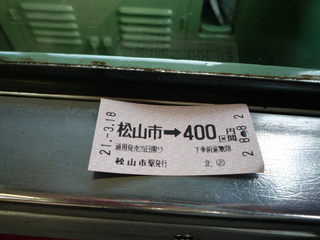 21.-3.18
松山市➞400円区間
通用発売当日限り 下車前途無効
松山市駅発行 北